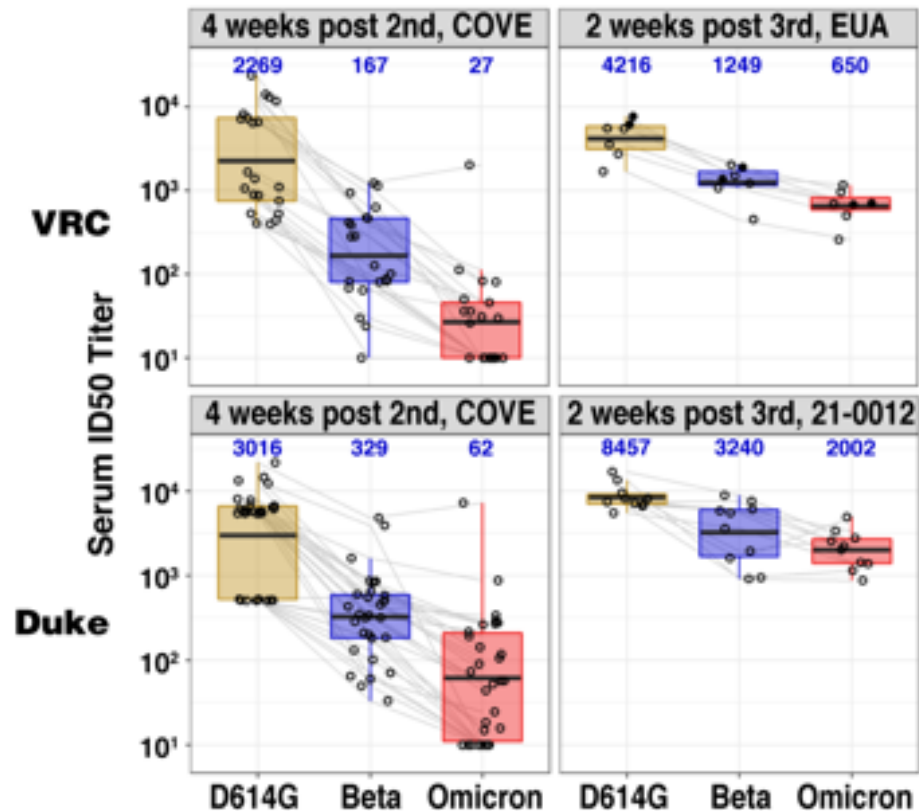 4 weeks post 2nd, COVE
2 weeks post 3rd, EUA
2269 167 27
4216 1249 650
10⁴
10³
10²
10¹
VRC
Serum ID50 Titer
4 weeks post 2nd, COVE
2 weeks post 3rd, 21-0012
3016 329 62
8457 3240 2002
10⁴
10³
10²
10¹
Duke
D614G Beta Omicron
D614G Beta Omicron